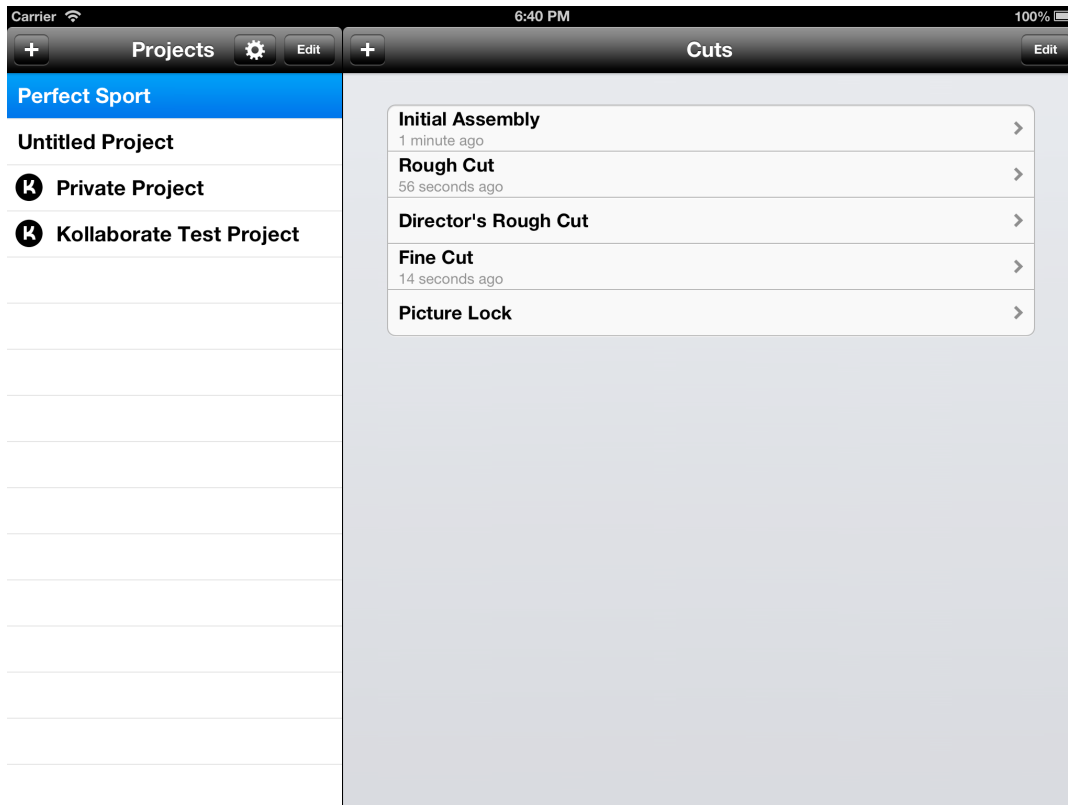 Carrier 6:40 PM 100%
+ Projects Edit + Cuts Edit
Perfect Sport
Untitled Project
K Private Project
K Kollaborate Test Project
Initial Assembly
1 minute ago
Rough Cut
56 seconds ago
Director's Rough Cut
Fine Cut
14 seconds ago
Picture Lock